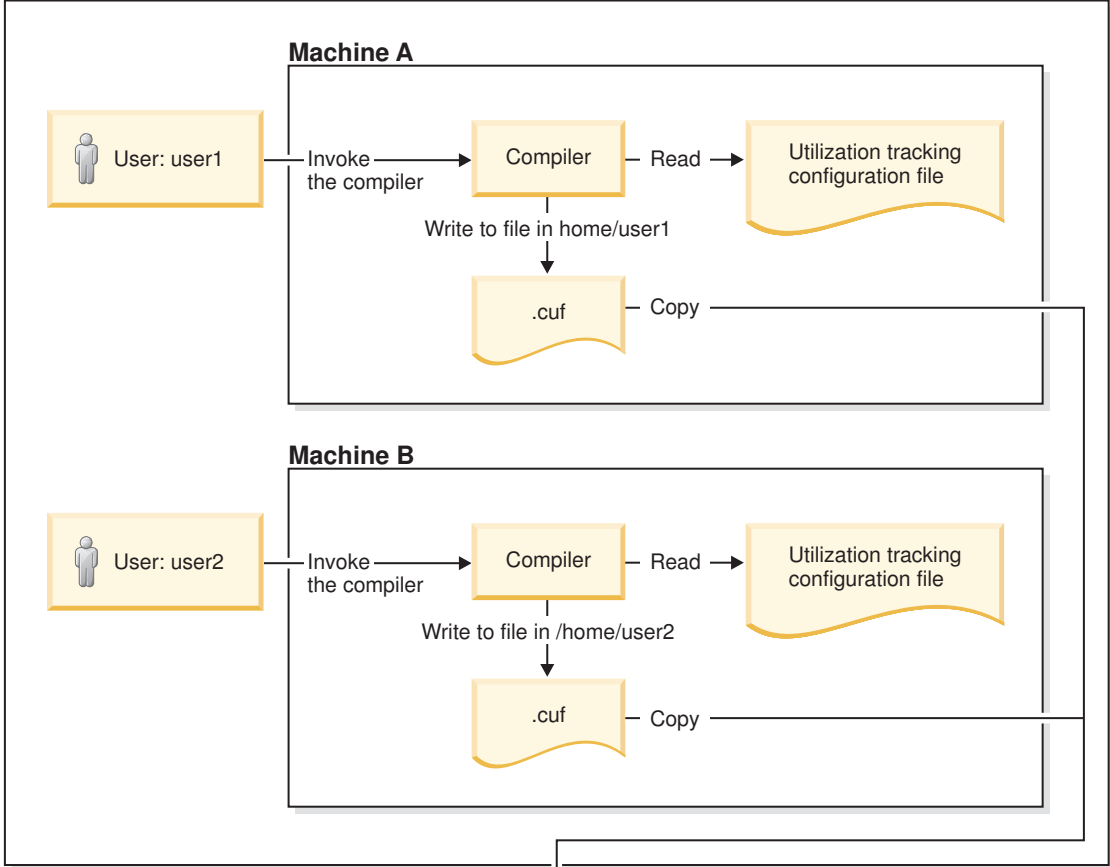 Machine A
User: user1
Invoke
the compiler
Compiler
Read
Utilization tracking
configuration file
Write to file in home/user1
.cuf
Copy
Machine B
User: user2
Invoke
the compiler
Compiler
Read
Utilization tracking
configuration file
Write to file in /home/user2
.cuf
Copy